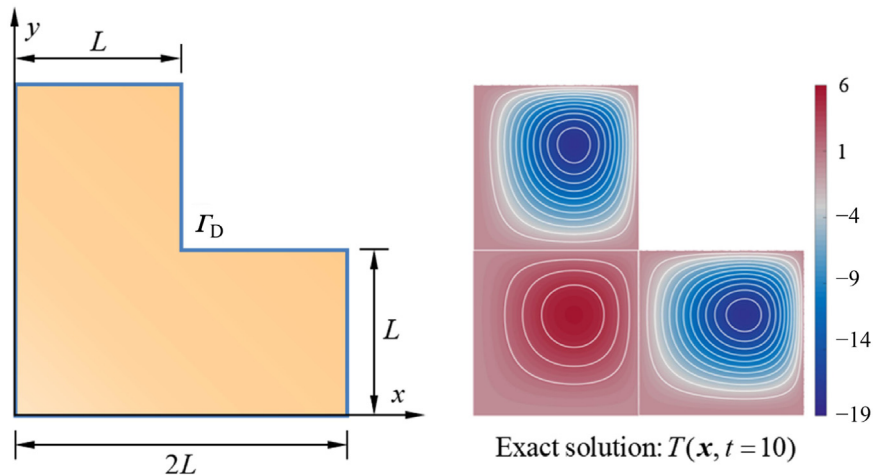 y
L
Γ_D
L
x
2L
6
1
−4
−9
−14
−19
Exact solution: T(x, t = 10)